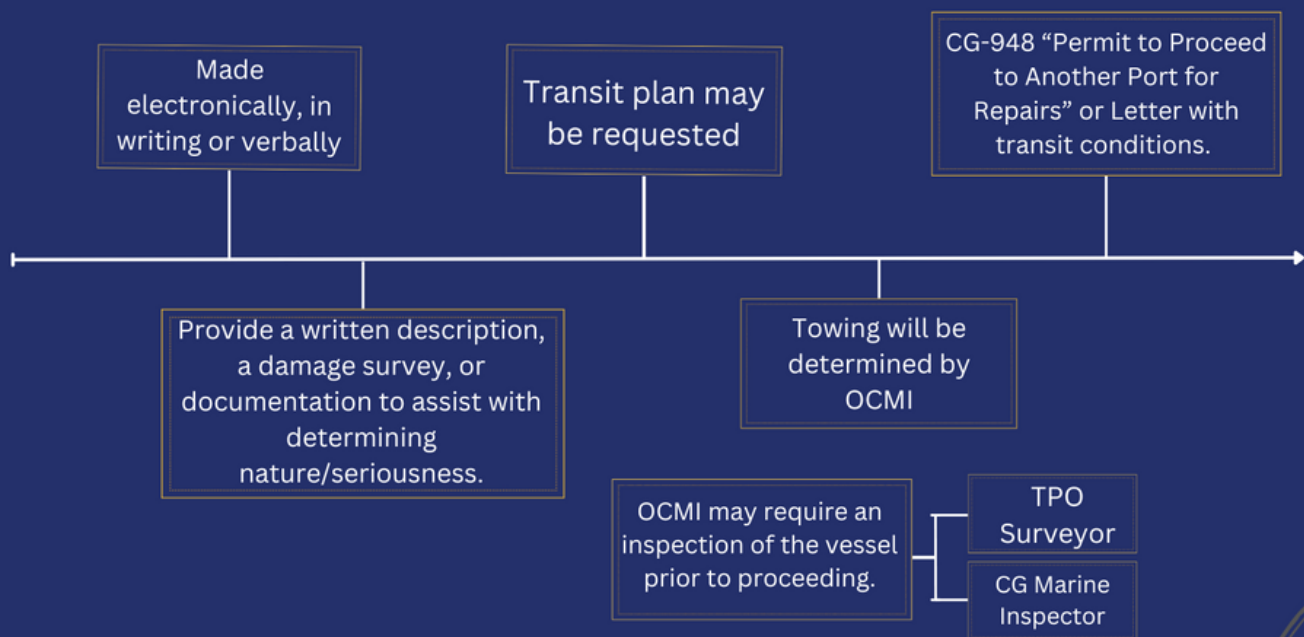 Made
electronically, in
writing or verbally
Provide a written description,
a damage survey, or
documentation to assist with
determining
nature/seriousness.
Transit plan may
be requested
Towing will be
determined by
OCMI
CG-948 “Permit to Proceed
to Another Port for
Repairs” or Letter with
transit conditions.
OCMI may require an
inspection of the vessel
prior to proceeding.
TPO
Surveyor
CG Marine
Inspector